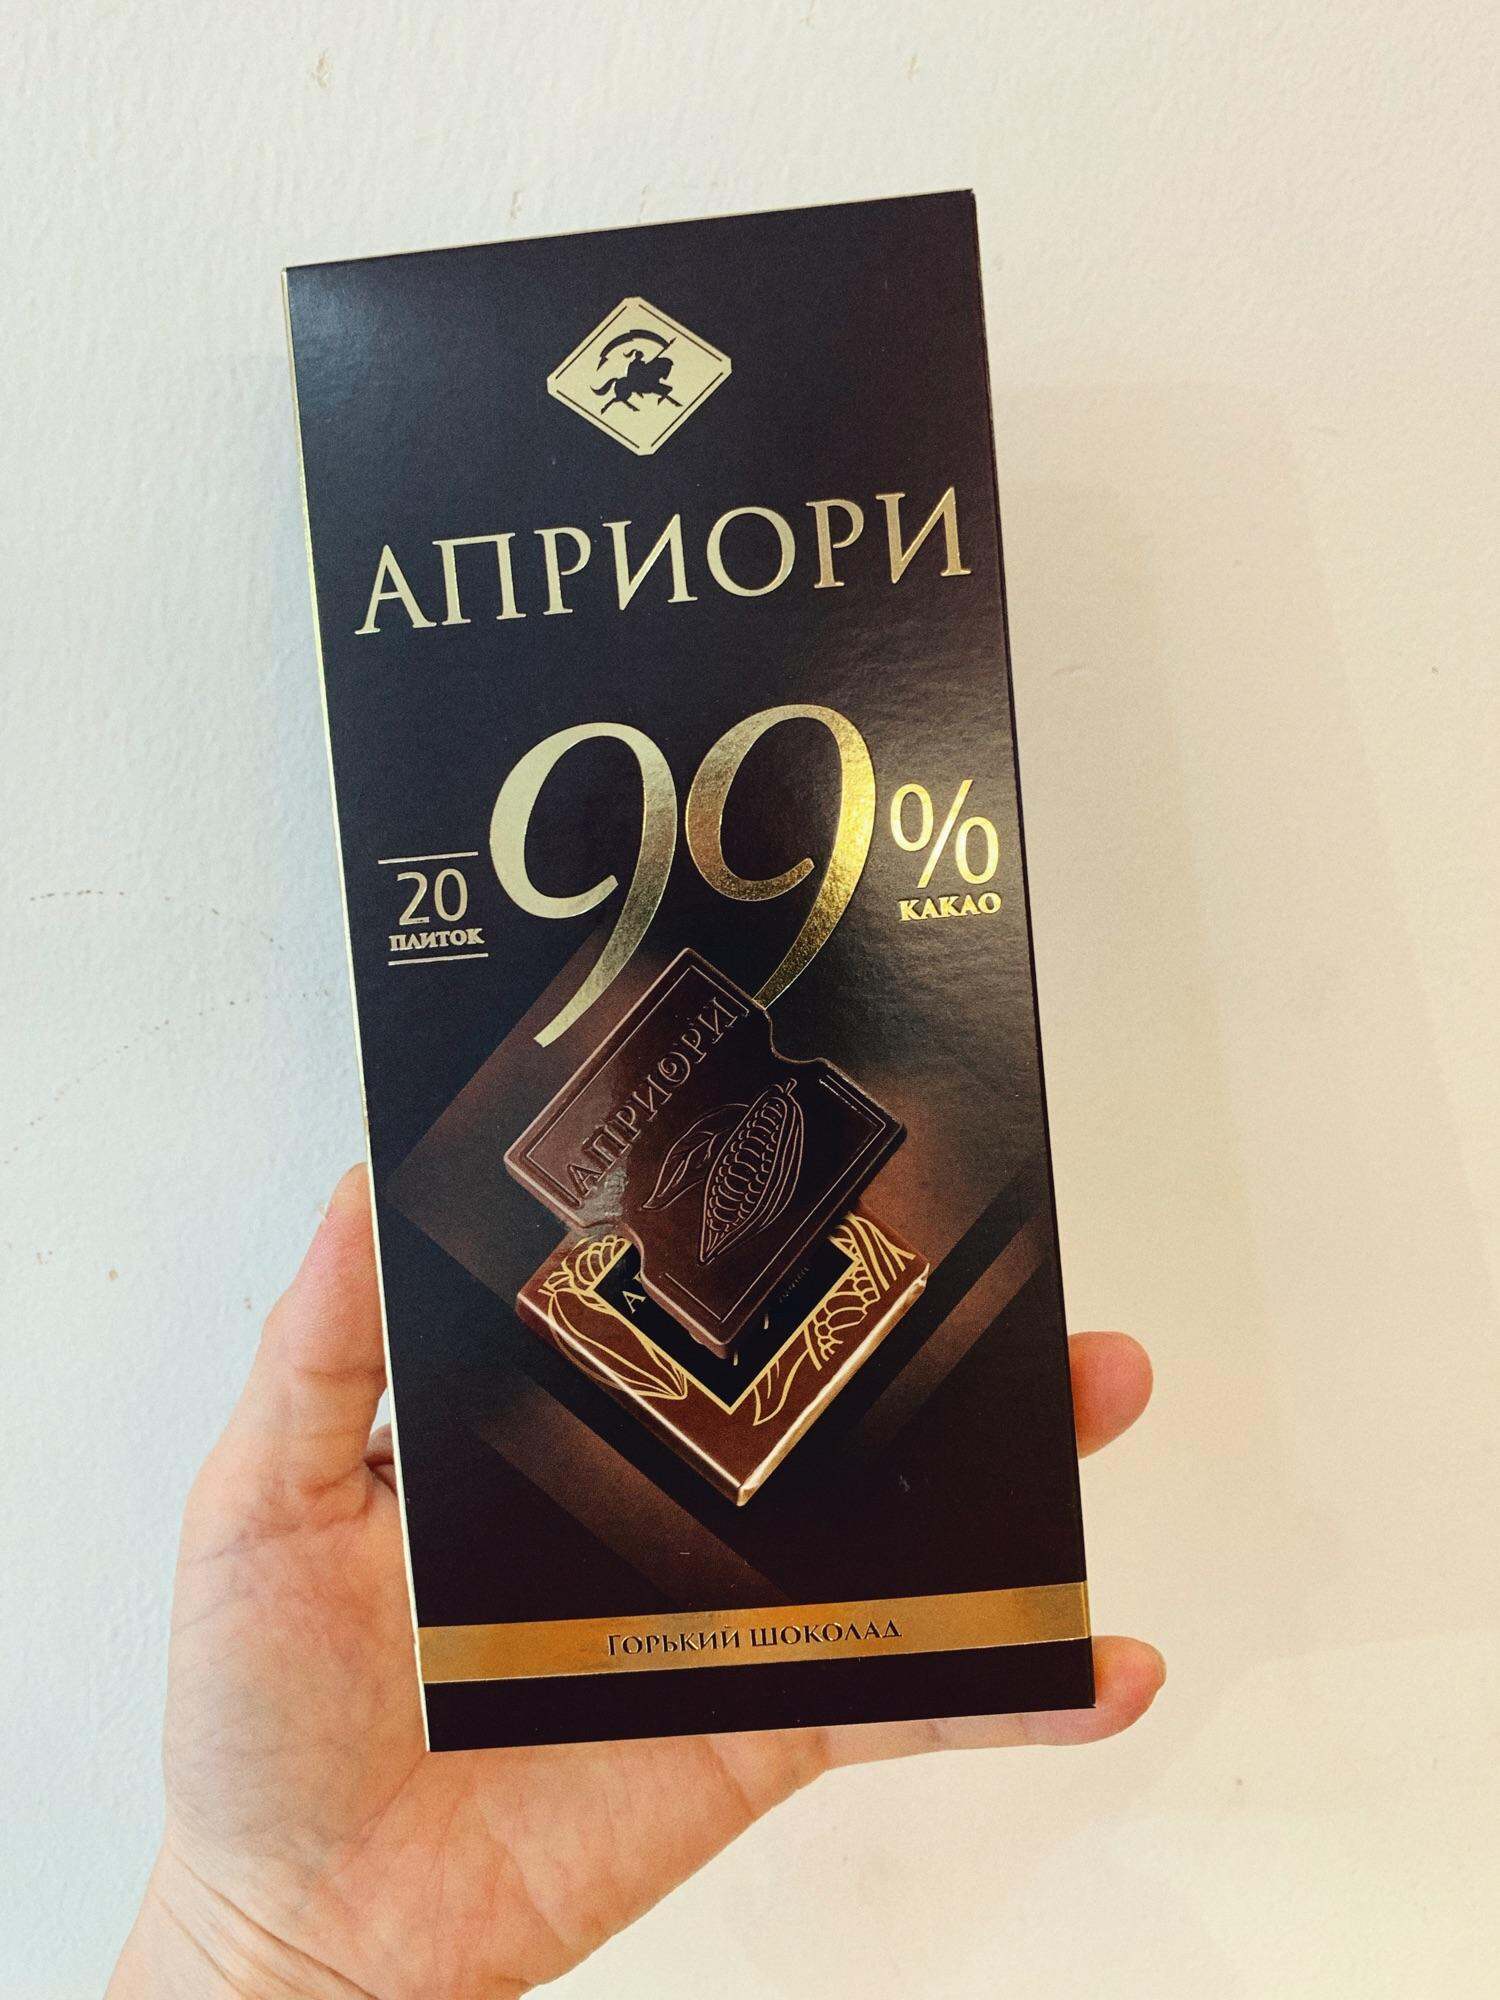 АПРИОРИ
99%
КАКАО
20
ПЛИТОК
АПРИОРИ
А
ГОРЬКИЙ ШОКОЛАД